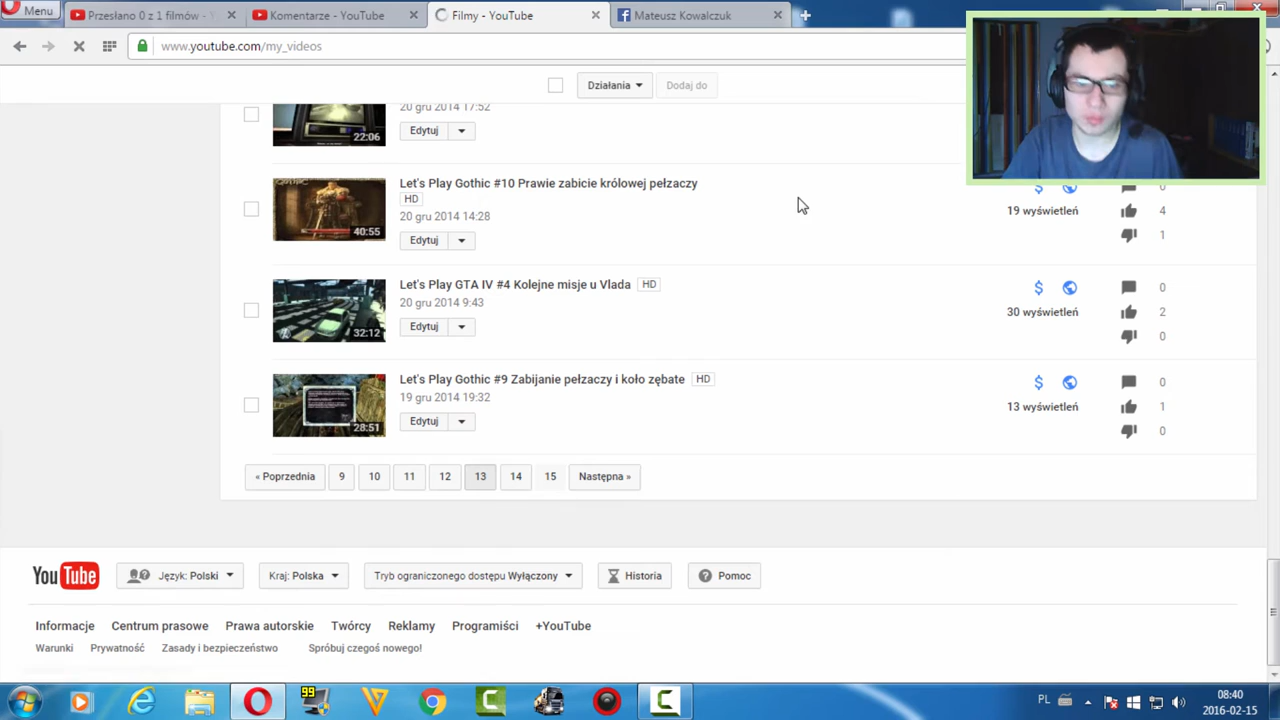 Menu
Przesłano 0 z 1 filmów - Y
Komentarze - YouTube
Filmy - YouTube
Mateusz Kowalczuk
www.youtube.com/my_videos
Działania
Dodaj do
20 gru 2014 17:52
22:06
Edytuj
Let's Play Gothic #10 Prawie zabicie królowej pełzaczy
HD
20 gru 2014 14:28
40:55
Edytuj
0
19 wyświetleń
4
1
Let's Play GTA IV #4 Kolejne misje u Vlada HD
20 gru 2014 9:43
32:12
Edytuj
0
30 wyświetleń
2
0
Let's Play Gothic #9 Zabijanie pełzaczy i koło zębate HD
19 gru 2014 19:32
28:51
Edytuj
0
13 wyświetleń
1
0
« Poprzednia 9 10 11 12 13 14 15 Następna »
YouTube
Język: Polski
Kraj: Polska
Tryb ograniczonego dostępu Wyłączony
Historia
Pomoc
Informacje Centrum prasowe Prawa autorskie Twórcy Reklamy Programiści +YouTube
Warunki Prywatność Zasady i bezpieczeństwo Spróbuj czegoś nowego!
99
PL
08:40
2016-02-15